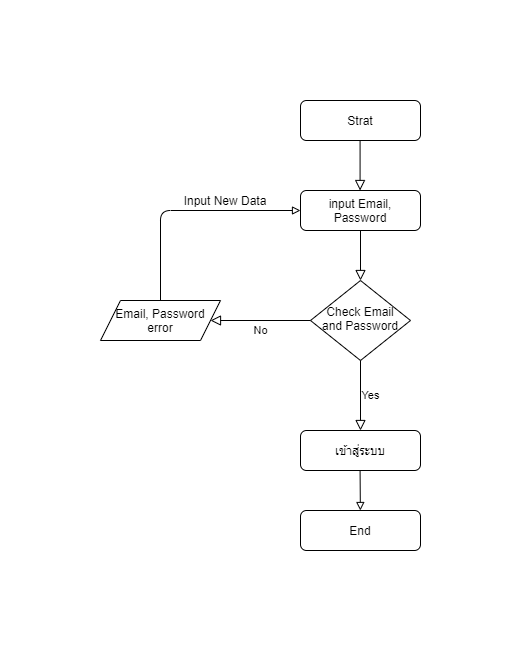 Strat
Input New Data
input Email,
Password
Email, Password
error
Check Email
and Password
No
Yes
เข้าสู่ระบบ
End